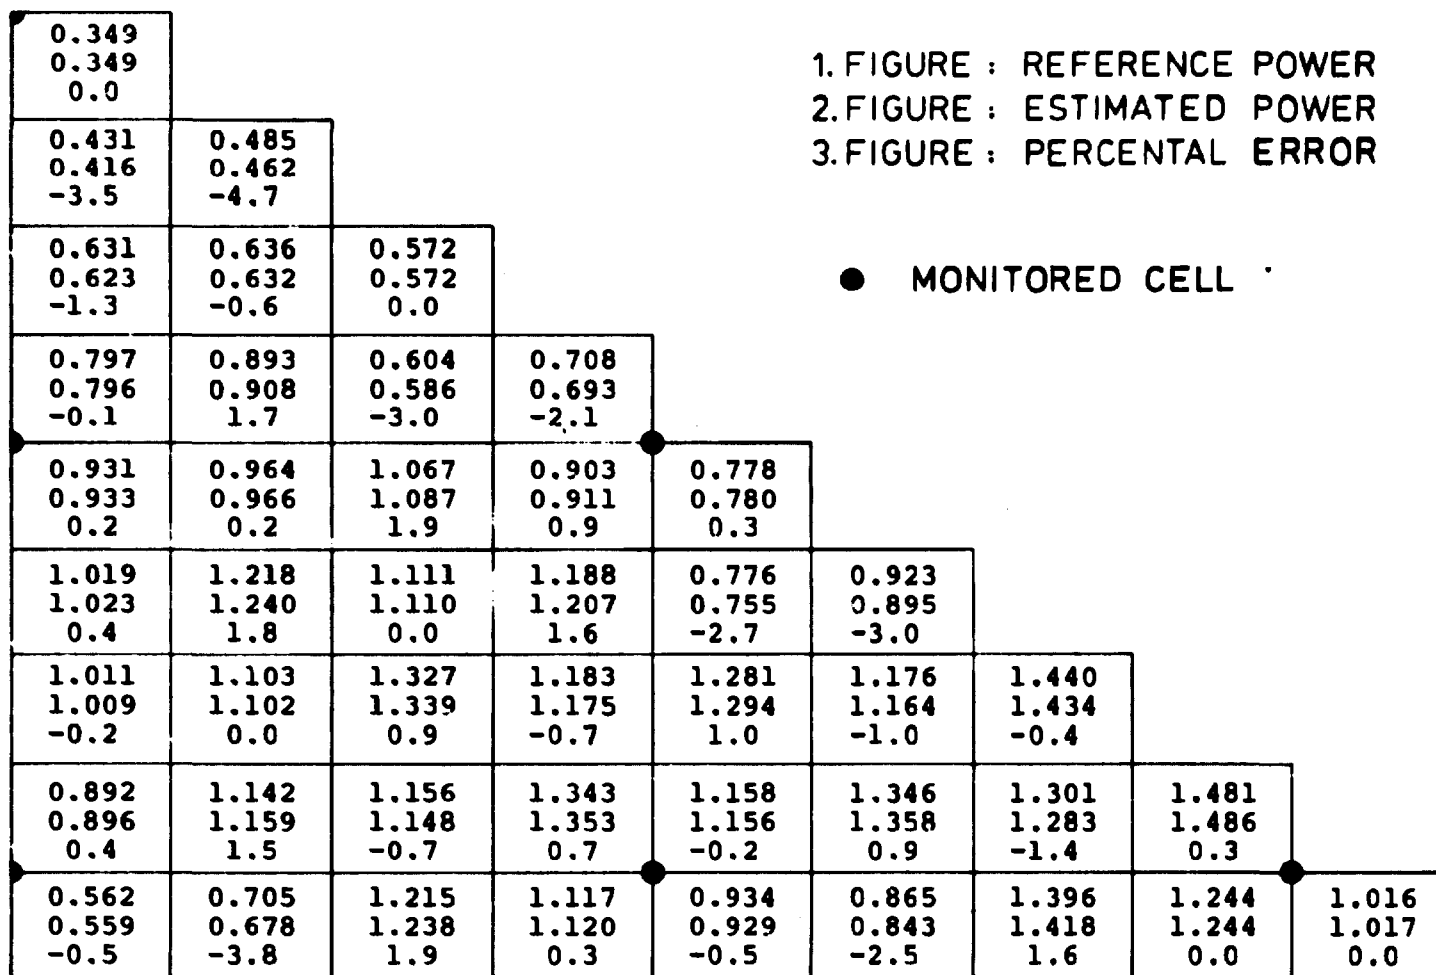 1. FIGURE : REFERENCE POWER
2. FIGURE : ESTIMATED POWER
3. FIGURE : PERCENTAL ERROR
● MONITORED CELL
0.349
0.349
0.0
0.431 0.485
0.416 0.462
-3.5 -4.7
0.631 0.636 0.572
0.623 0.632 0.572
-1.3 -0.6 0.0
0.797 0.893 0.604 0.708
0.796 0.908 0.586 0.693
-0.1 1.7 -3.0 -2.1
0.931 0.964 1.067 0.903 0.778
0.933 0.966 1.087 0.911 0.780
0.2 0.2 1.9 0.9 0.3
1.019 1.218 1.111 1.188 0.776 0.923
1.023 1.240 1.110 1.207 0.755 0.895
0.4 1.8 0.0 1.6 -2.7 -3.0
1.011 1.103 1.327 1.183 1.281 1.176 1.440
1.009 1.102 1.339 1.175 1.294 1.164 1.434
-0.2 0.0 0.9 -0.7 1.0 -1.0 -0.4
0.892 1.142 1.156 1.343 1.158 1.346 1.301 1.481
0.896 1.159 1.148 1.353 1.156 1.358 1.283 1.486
0.4 1.5 -0.7 0.7 -0.2 0.9 -1.4 0.3
0.562 0.705 1.215 1.117 0.934 0.865 1.396 1.244 1.016
0.559 0.678 1.238 1.120 0.929 0.843 1.418 1.244 1.017
-0.5 -3.8 1.9 0.3 -0.5 -2.5 1.6 0.0 0.0